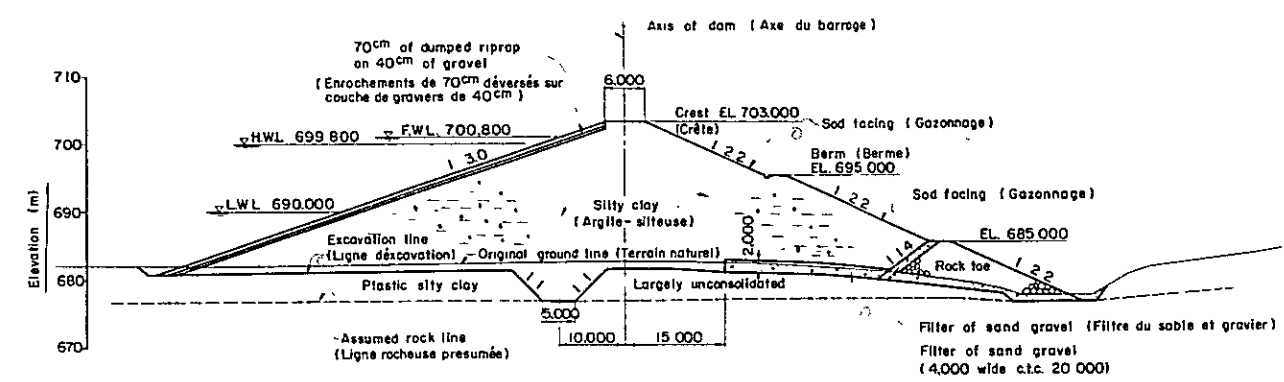 Axis of dam (Axe du barrage)
70cm of dumped riprap
on 40cm of gravel
(Enrochements de 70cm déversés sur
couche de graviers de 40cm)
6.000
710
700
690
680
670
Elevation (m)
H.W.L. 699 800
F.W.L. 700,800
Crest EL 703.000
(Crête)
Sod facing (Gazonnage)
1 3.0
1 2.2
Berm (Berme)
EL. 695 000
L.W.L 690.000
Silty clay
(Argile-silteuse)
1 2.2
Sod facing (Gazonnage)
EL. 685 000
Excavation line
(Ligne déxcavation)
Original ground line (Terrain naturel)
2.000
1 1.4
Rock toe
1 2.2
Plastic silty clay
1 1
1 1
Largely unconsolidated
5.000
10.000
15 000
Assumed rock line
(Ligne rocheuse presumée)
Filter of sand gravel (Filtre du sable et gravier)
Filter of sand gravel
(4,000 wide c.t.c. 20 000)